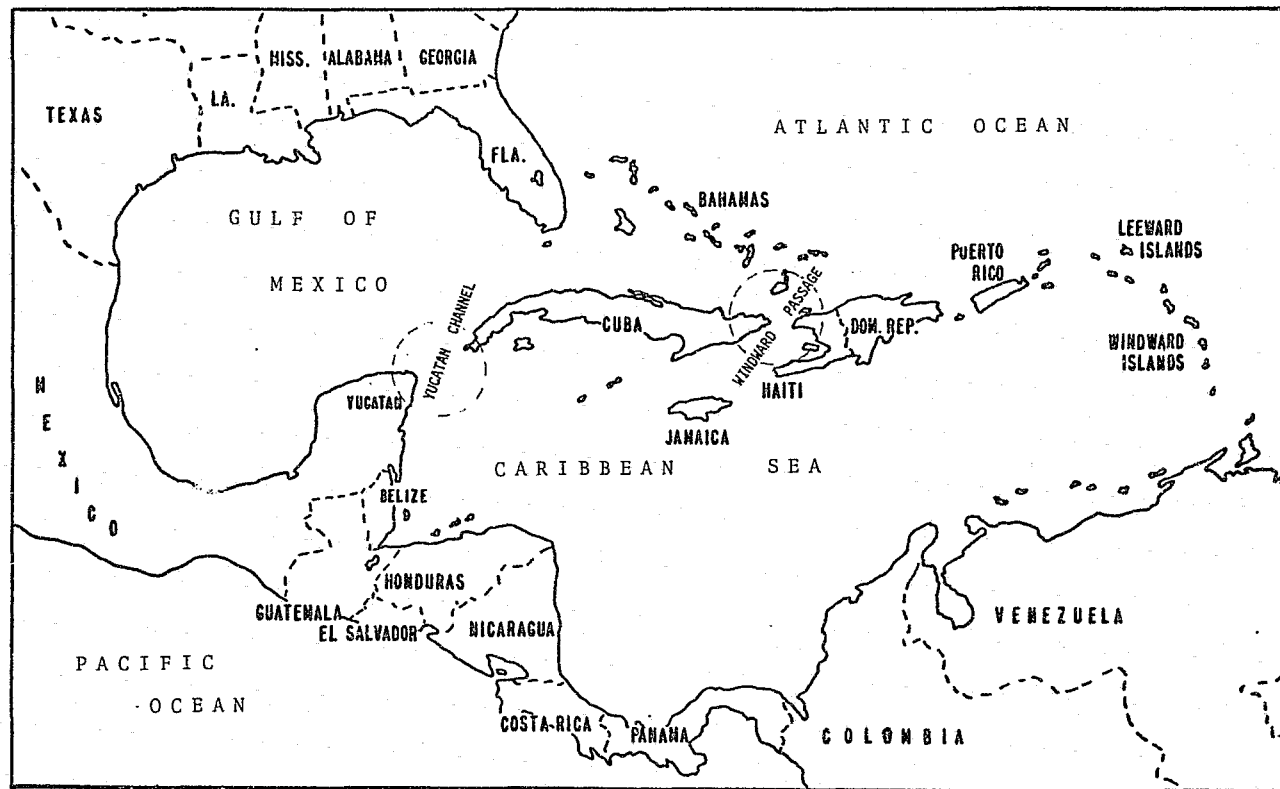 HISS.
ALABAMA
GEORGIA
LA.
TEXAS
ATLANTIC OCEAN
FLA.
BAHAMAS
GULF OF
MEXICO
LEEWARD
ISLANDS
PUERTO
RICO
YUCATAN CHANNEL
WINDWARD PASSAGE
CUBA
DOM. REP.
WINDWARD
ISLANDS
HAITI
YUCATAN
JAMAICA
MEXICO
CARIBBEAN SEA
BELIZE
HONDURAS
GUATEMALA
EL SALVADOR
NICARAGUA
VENEZUELA
PACIFIC
OCEAN
COSTA-RICA
PANAMA
COLOMBIA